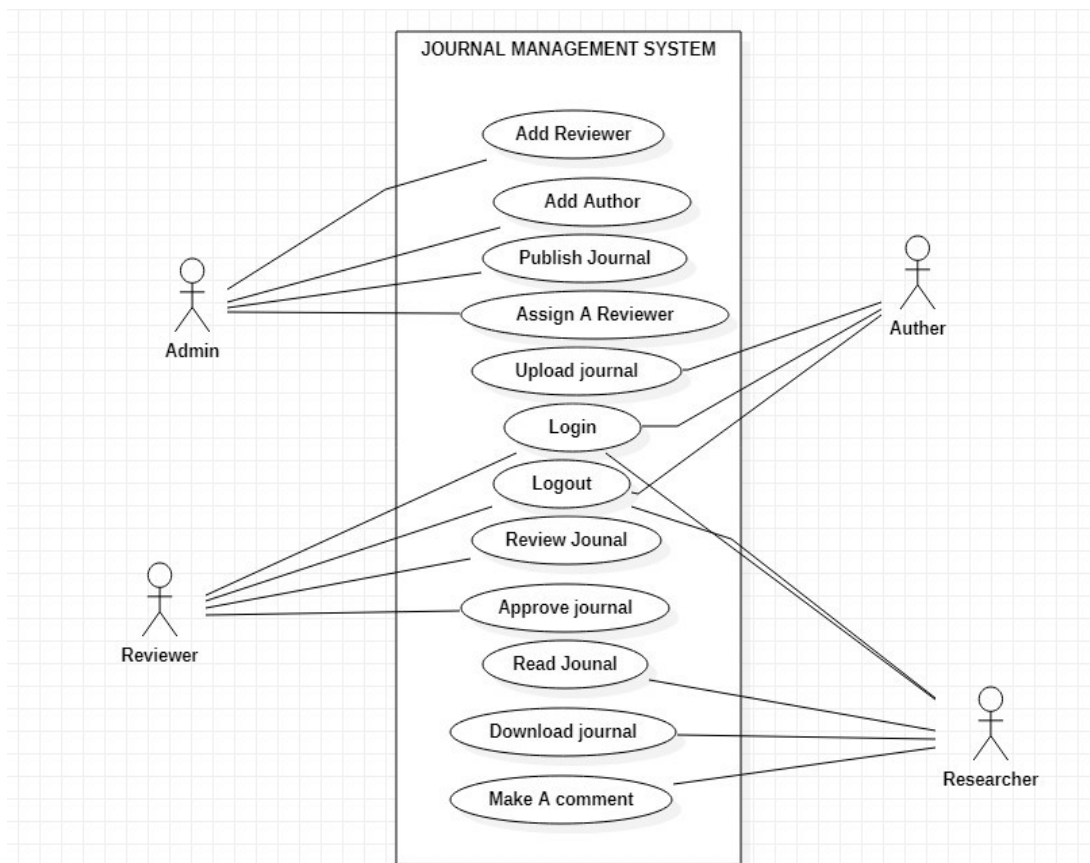 JOURNAL MANAGEMENT SYSTEM
Add Reviewer
Add Author
Publish Journal
Assign A Reviewer
Upload journal
Login
Logout
Review Jounal
Approve journal
Read Jounal
Download journal
Make A comment
Admin
Reviewer
Auther
Researcher